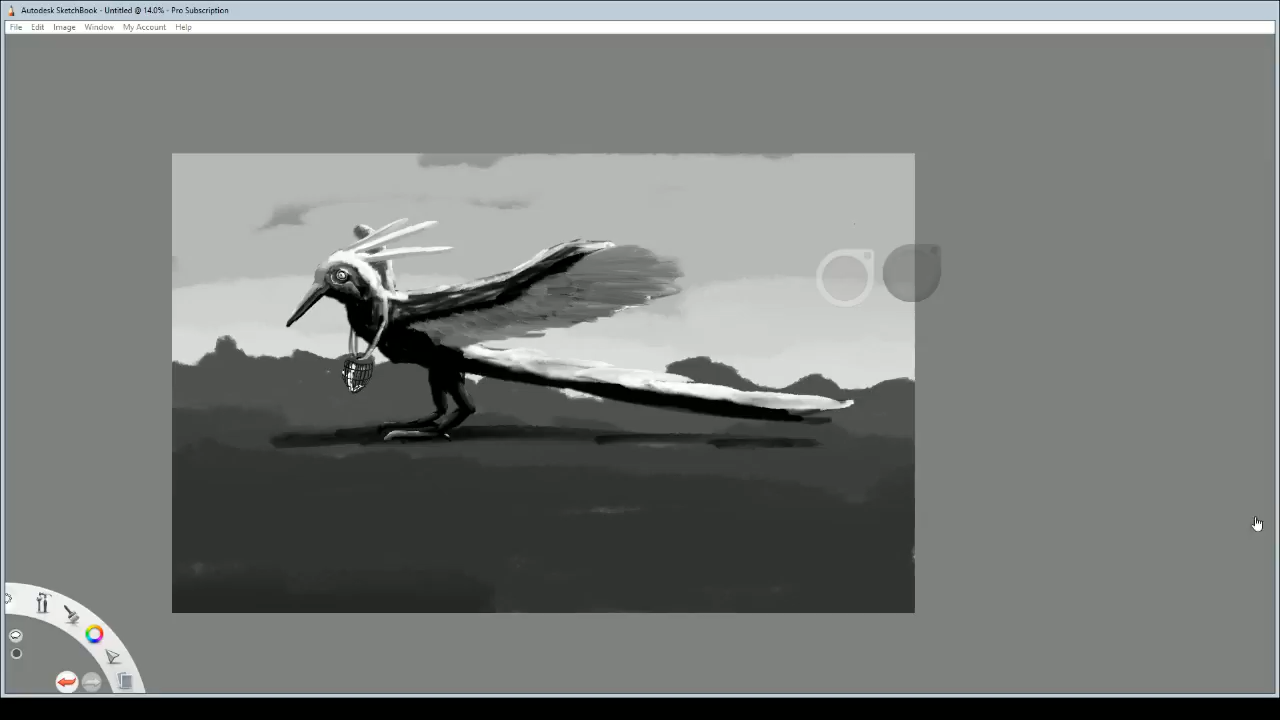 Autodesk SketchBook - Untitled @ 14.0% - Pro Subscription
File Edit Image Window My Account Help